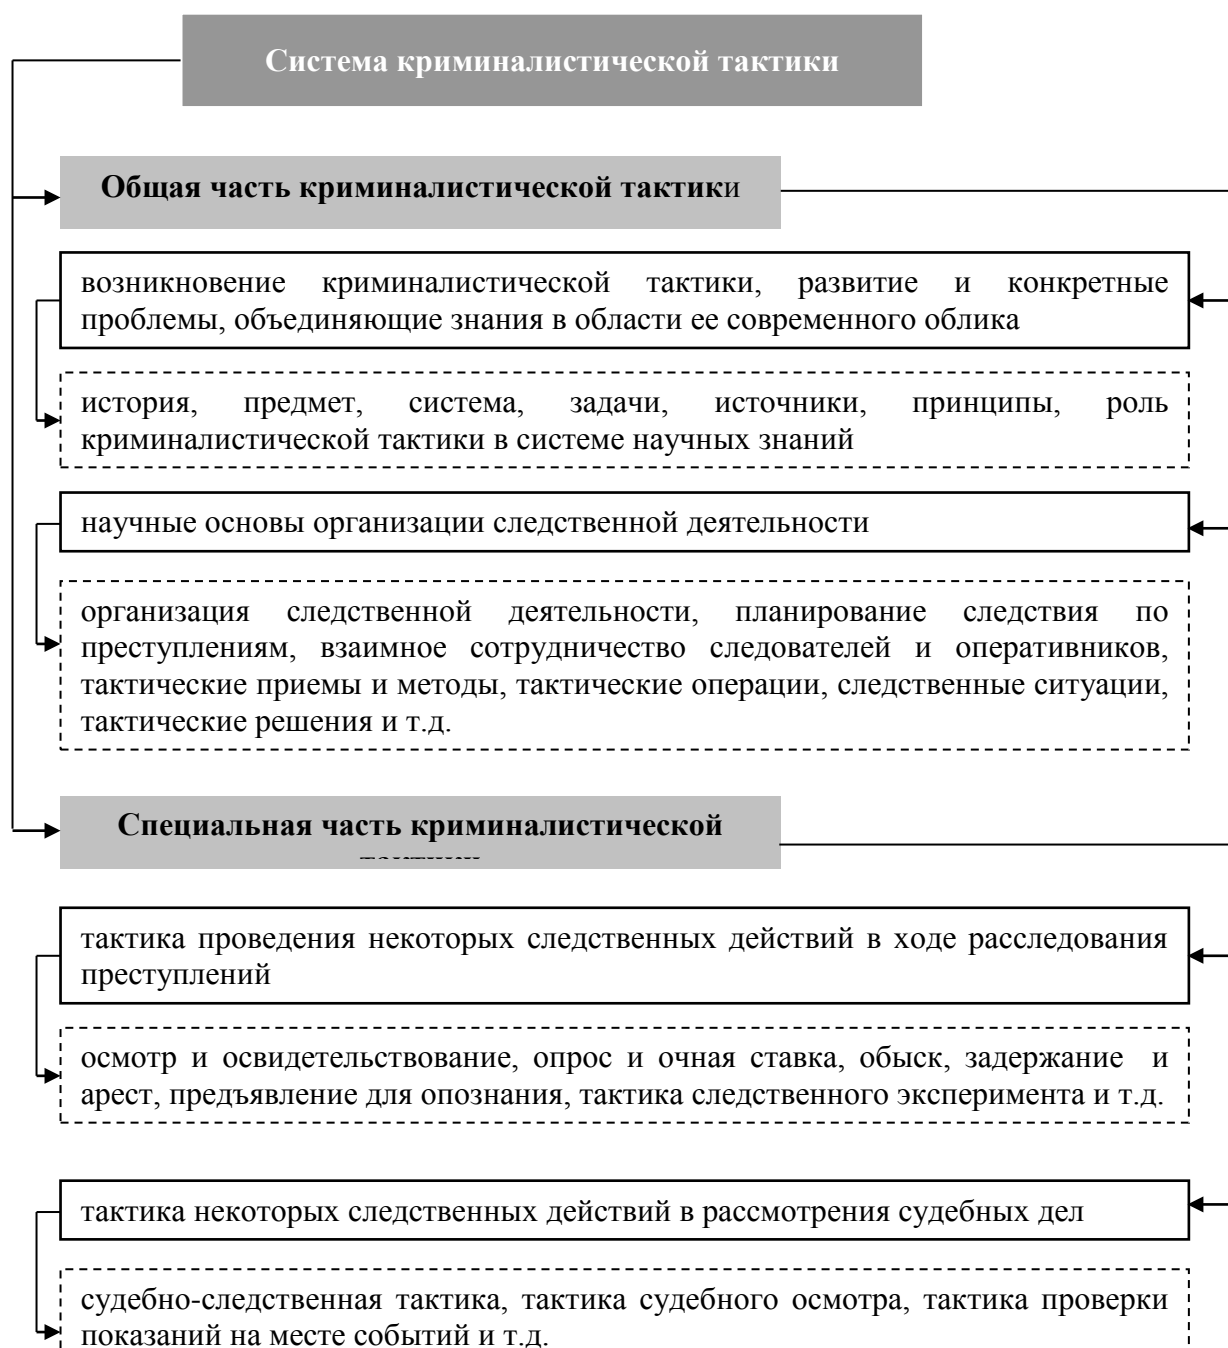 Система криминалистической тактики
Общая часть криминалистической тактики
возникновение криминалистической тактики, развитие и конкретные
проблемы, объединяющие знания в области ее современного облика
история, предмет, система, задачи, источники, принципы, роль
криминалистической тактики в системе научных знаний
научные основы организации следственной деятельности
организация следственной деятельности, планирование следствия по
преступлениям, взаимное сотрудничество следователей и оперативников,
тактические приемы и методы, тактические операции, следственные ситуации,
тактические решения и т.д.
Специальная часть криминалистической
тактика проведения некоторых следственных действий в ходе расследования
преступлений
осмотр и освидетельствование, опрос и очная ставка, обыск, задержание и
арест, предъявление для опознания, тактика следственного эксперимента и т.д.
тактика некоторых следственных действий в рассмотрения судебных дел
судебно-следственная тактика, тактика судебного осмотра, тактика проверки
показаний на месте событий и т.д.